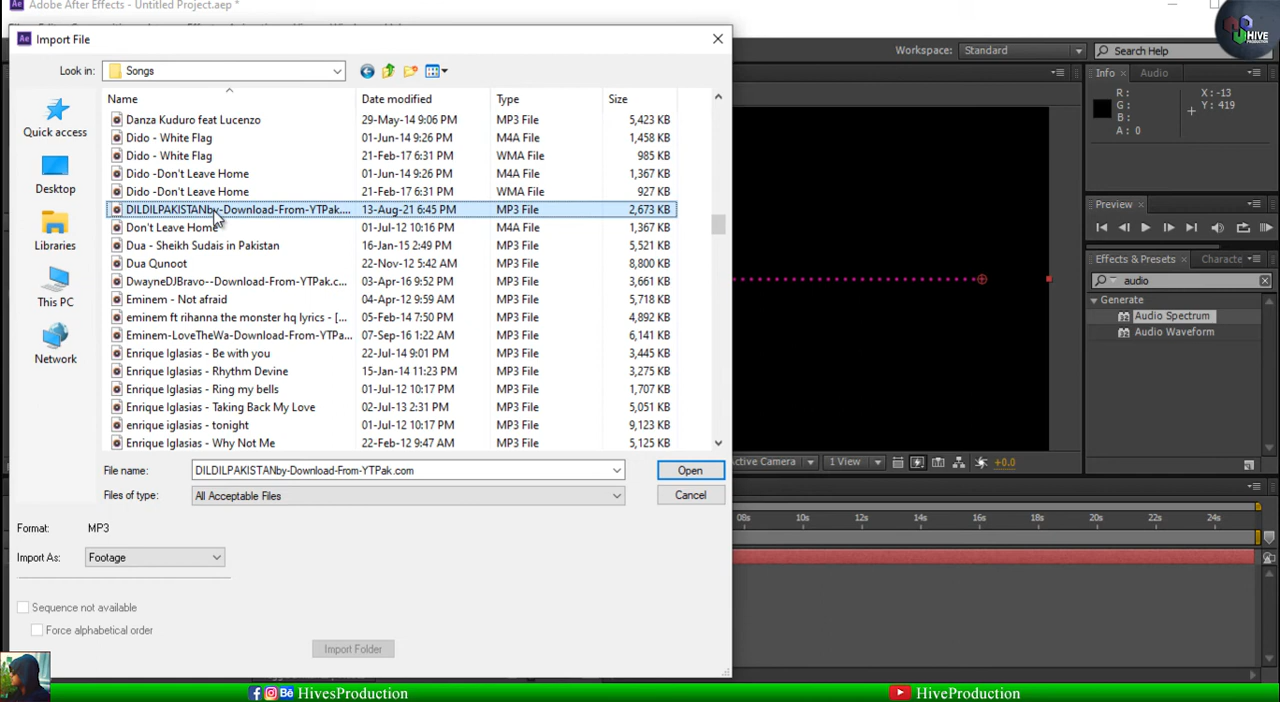 Adobe After Effects - Untitled Project.aep *
Import File
HIVE
PRODUCTION
Workspace: Standard
Search Help
Look in: Songs
Info Audio
R :
G :
B :
A : 0
X : -13
Y : 419
Name Date modified Type Size
Danza Kuduro feat Lucenzo 29-May-14 9:06 PM MP3 File 5,423 KB
Dido - White Flag 01-Jun-14 9:26 PM M4A File 1,458 KB
Dido - White Flag 21-Feb-17 6:31 PM WMA File 985 KB
Dido -Don't Leave Home 01-Jun-14 9:26 PM M4A File 1,367 KB
Dido -Don't Leave Home 21-Feb-17 6:31 PM WMA File 927 KB
DILDILPAKISTANby-Download-From-YTPak.... 13-Aug-21 6:45 PM MP3 File 2,673 KB
Don't Leave Home 01-Jul-12 10:16 PM M4A File 1,367 KB
Dua - Sheikh Sudais in Pakistan 16-Jan-15 2:49 PM MP3 File 5,521 KB
Dua Qunoot 22-Nov-12 5:42 AM MP3 File 8,800 KB
DwayneDJBravo--Download-From-YTPak.c... 03-Apr-16 9:52 PM MP3 File 3,661 KB
Eminem - Not afraid 04-Apr-12 9:59 AM MP3 File 5,718 KB
eminem ft rihanna the monster hq lyrics - [... 05-Feb-14 7:50 PM MP3 File 4,892 KB
Eminem-LoveTheWa-Download-From-YTPa... 07-Sep-16 1:22 AM MP3 File 6,141 KB
Enrique Iglasias - Be with you 22-Jul-14 9:01 PM MP3 File 3,445 KB
Enrique Iglasias - Rhythm Devine 15-Jan-14 11:23 PM MP3 File 3,275 KB
Enrique Iglasias - Ring my bells 01-Jul-12 10:17 PM MP3 File 1,707 KB
Enrique Iglasias - Taking Back My Love 02-Jul-13 2:31 PM MP3 File 5,051 KB
enrique iglasias - tonight 01-Jul-12 10:17 PM MP3 File 9,123 KB
Enrique Iglasias - Why Not Me 22-Feb-12 9:47 AM MP3 File 5,125 KB
Quick access
Desktop
Libraries
This PC
Network
Preview
Effects & Presets Characte
audio
Generate
Audio Spectrum
Audio Waveform
File name: DILDILPAKISTANby-Download-From-YTPak.com Open
Files of type: All Acceptable Files Cancel
Active Camera 1 View +0.0
08s 10s 12s 14s 16s 18s 20s 22s 24s
Format: MP3
Import As: Footage
Sequence not available
Force alphabetical order
Import Folder
HivesProduction
HiveProduction